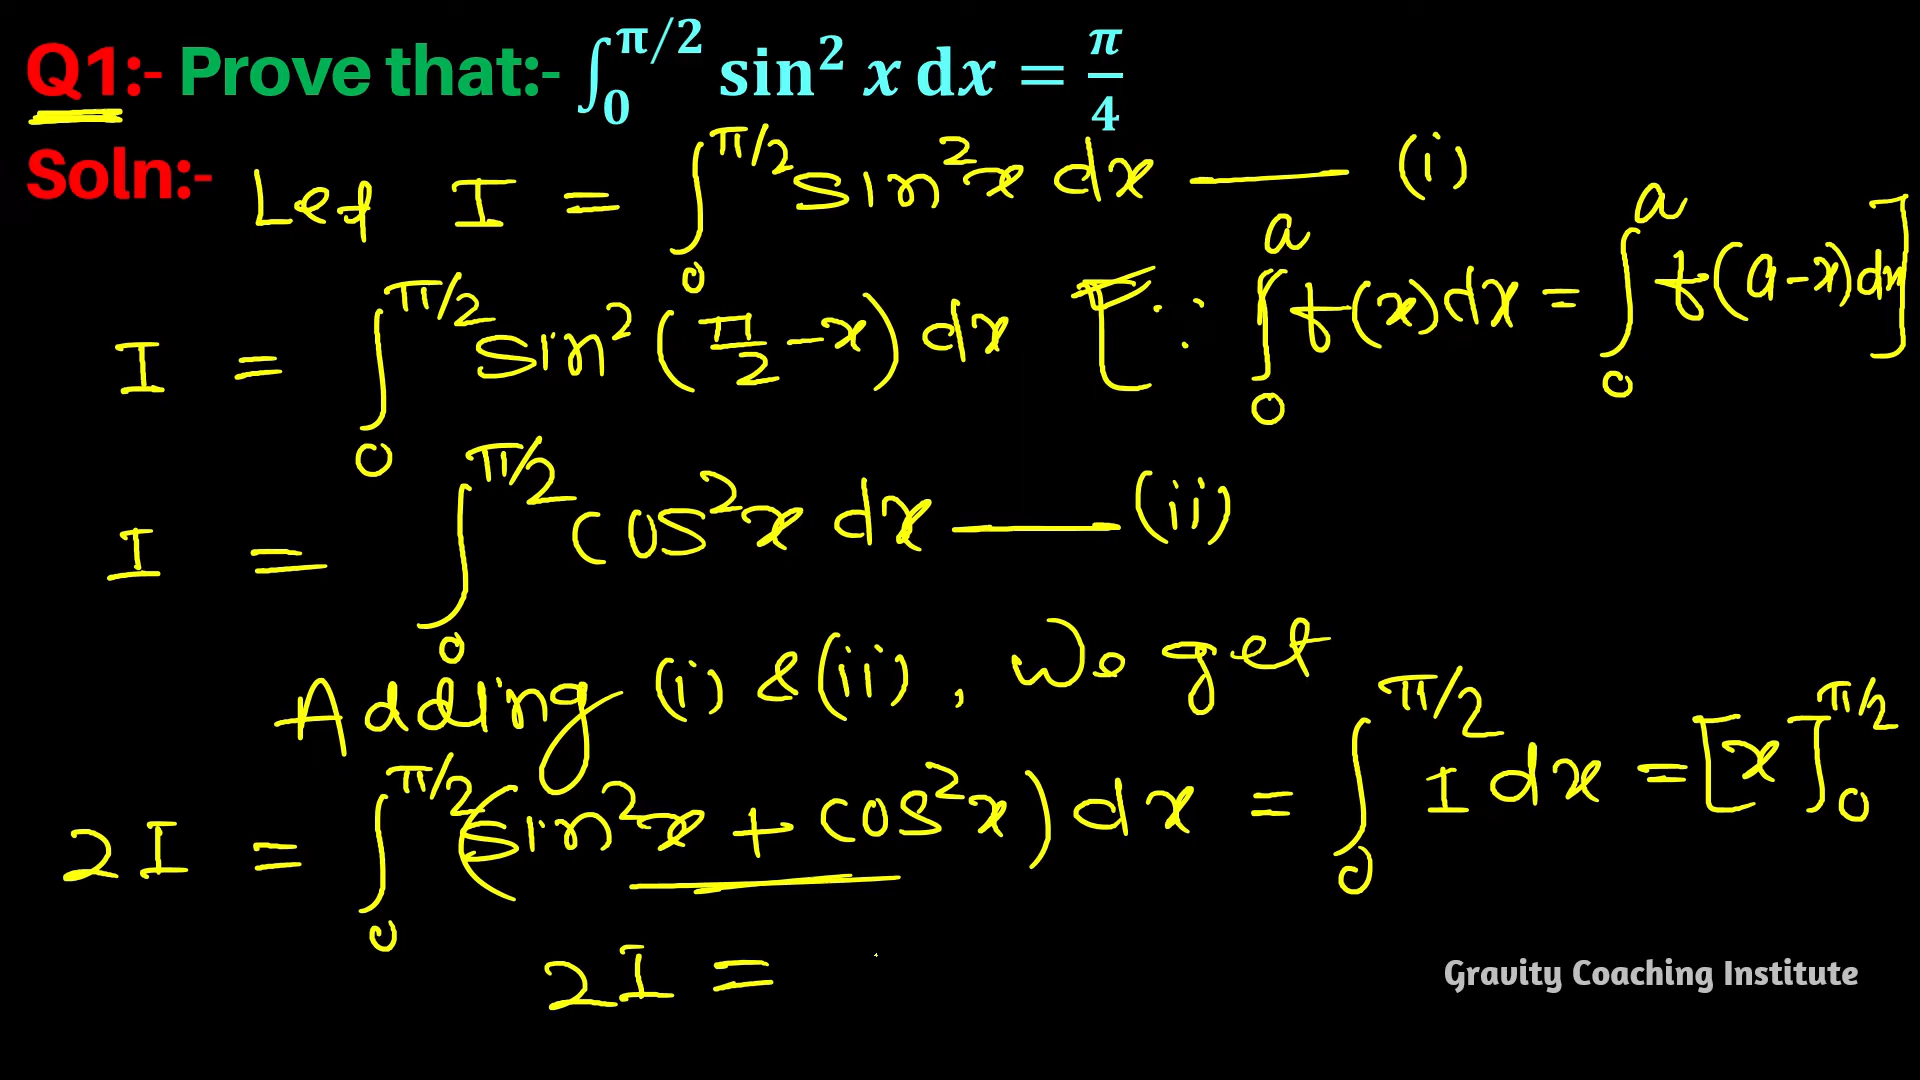 Q1:- Prove that:- ∫₀^π/2 sin² x dx = π/4
Soln:- Let I = ∫₀^π/2 sin²x dx —— (i)
I = ∫₀^π/2 sin² (π/2 - x) dx [∵ ∫₀^a f(x) dx = ∫₀^a f(a-x) dx]
I = ∫₀^π/2 cos²x dx —— (ii)
Adding (i) & (ii), we get
2I = ∫₀^π/2 (sin²x + cos²x) dx = ∫₀^π/2 1 dx = [x]₀^π/2
2I =
Gravity Coaching Institute